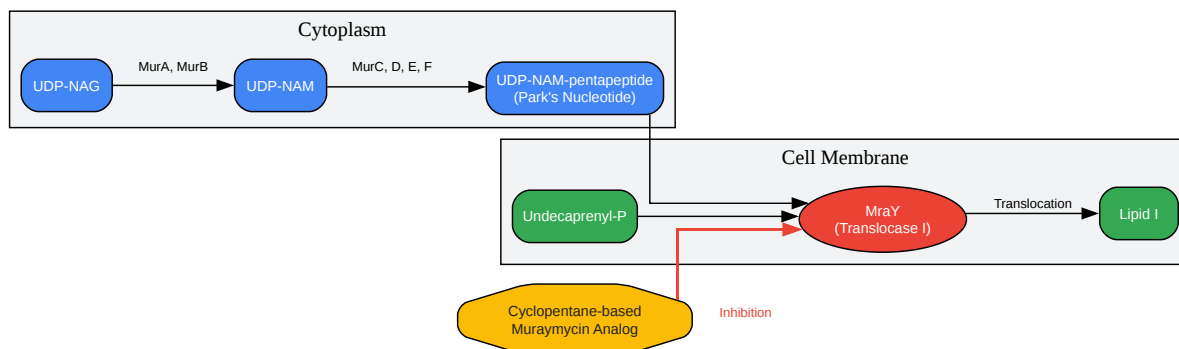 Cytoplasm
MurA, MurB
MurC, D, E, F
UDP-NAG
UDP-NAM
UDP-NAM-pentapeptide
(Park's Nucleotide)
Cell Membrane
Undecaprenyl-P
MraY
(Translocase I)
Translocation
Lipid I
Cyclopentane-based
Muraymycin Analog
Inhibition